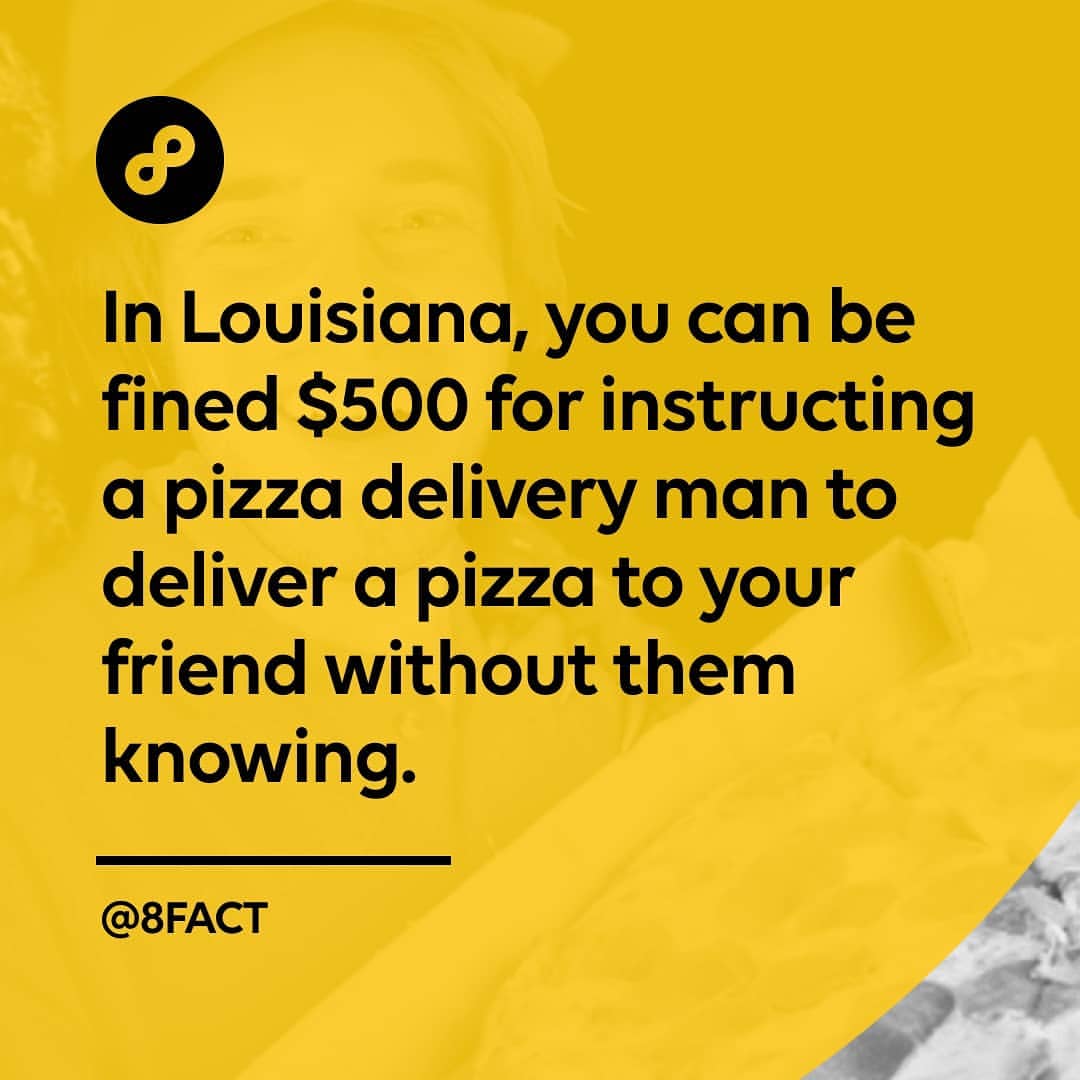 In Louisiana, you can be
fined $500 for instructing
a pizza delivery man to
deliver a pizza to your
friend without them
knowing.
@8FACT